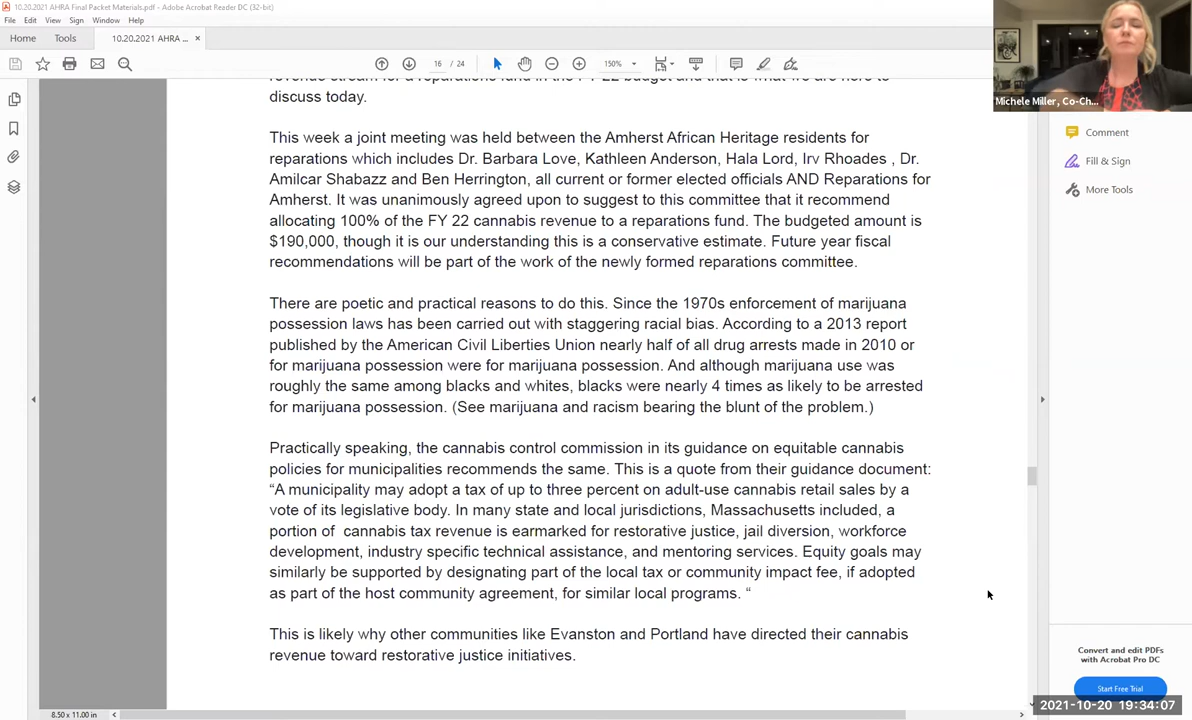 10.20.2021 AHRA Final Packet Materials.pdf - Adobe Acrobat Reader DC (32-bit)
File Edit View Sign Window Help
Home Tools 10.20.2021 AHRA ... ×
16 / 24 150%
revenue stream for a reparations fund in the FY 22 budget and that is what we are here to
discuss today.
This week a joint meeting was held between the Amherst African Heritage residents for
reparations which includes Dr. Barbara Love, Kathleen Anderson, Hala Lord, Irv Rhoades , Dr.
Amilcar Shabazz and Ben Herrington, all current or former elected officials AND Reparations for
Amherst. It was unanimously agreed upon to suggest to this committee that it recommend
allocating 100% of the FY 22 cannabis revenue to a reparations fund. The budgeted amount is
$190,000, though it is our understanding this is a conservative estimate. Future year fiscal
recommendations will be part of the work of the newly formed reparations committee.
There are poetic and practical reasons to do this. Since the 1970s enforcement of marijuana
possession laws has been carried out with staggering racial bias. According to a 2013 report
published by the American Civil Liberties Union nearly half of all drug arrests made in 2010 or
for marijuana possession were for marijuana possession. And although marijuana use was
roughly the same among blacks and whites, blacks were nearly 4 times as likely to be arrested
for marijuana possession. (See marijuana and racism bearing the blunt of the problem.)
Practically speaking, the cannabis control commission in its guidance on equitable cannabis
policies for municipalities recommends the same. This is a quote from their guidance document:
“A municipality may adopt a tax of up to three percent on adult-use cannabis retail sales by a
vote of its legislative body. In many state and local jurisdictions, Massachusetts included, a
portion of  cannabis tax revenue is earmarked for restorative justice, jail diversion, workforce
development, industry specific technical assistance, and mentoring services. Equity goals may
similarly be supported by designating part of the local tax or community impact fee, if adopted
as part of the host community agreement, for similar local programs. “
This is likely why other communities like Evanston and Portland have directed their cannabis
revenue toward restorative justice initiatives.
8.50 x 11.00 in
Michele Miller, Co-Ch...
Comment
Fill & Sign
More Tools
Convert and edit PDFs
with Acrobat Pro DC
Start Free Trial
2021-10-20 19:34:07